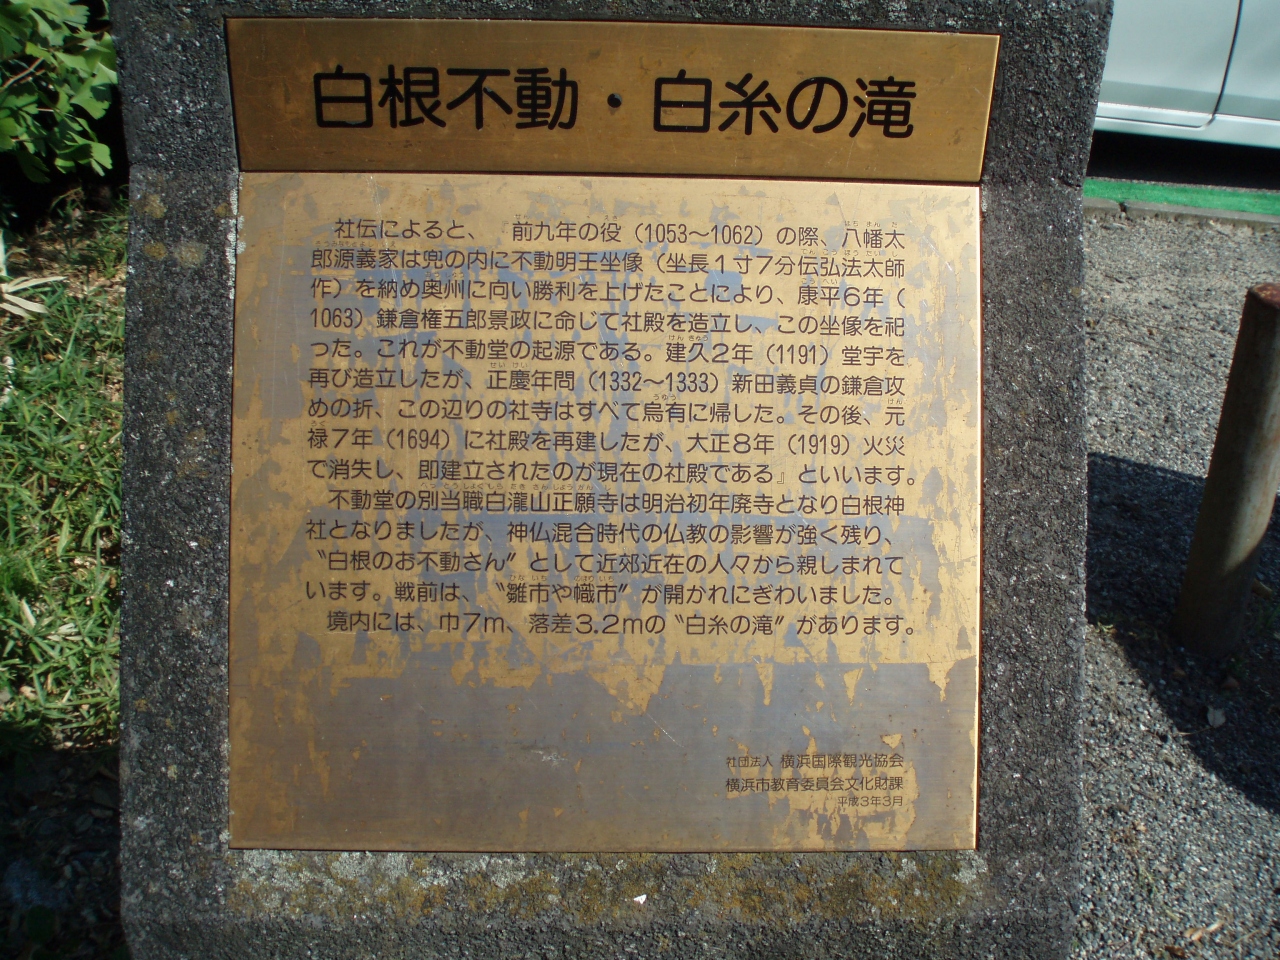 白根不動・白糸の滝
社伝によると、『前九年の役（1053～1062）の際、八幡太
郎源義家は兜の内に不動明王坐像（坐長1寸7分伝弘法太師
作）を納め奥州に向い勝利を上げたことにより、康平6年（
1063）鎌倉権五郎景政に命じて社殿を造立し、この坐像を祀
った。これが不動堂の起源である。建久2年（1191）堂宇を
再び造立したが、正慶年間（1332～1333）新田義貞の鎌倉攻
めの折、この辺りの社寺はすべて烏有に帰した。その後、元
禄7年（1694）に社殿を再建したが、大正8年（1919）火災
で消失し、即建立されたのが現在の社殿である』といいます。
不動堂の別当職白瀧山正願寺は明治初年廃寺となり白根神
社となりましたが、神仏混合時代の仏教の影響が強く残り、
〝白根のお不動さん〟として近郊近在の人々から親しまれて
います。戦前は、〝雛市や幟市〟が開かれにぎわいました。
境内には、巾7m、落差3.2mの〝白糸の滝〟があります。
社団法人 横浜国際観光協会
横浜市教育委員会文化財課
平成3年3月